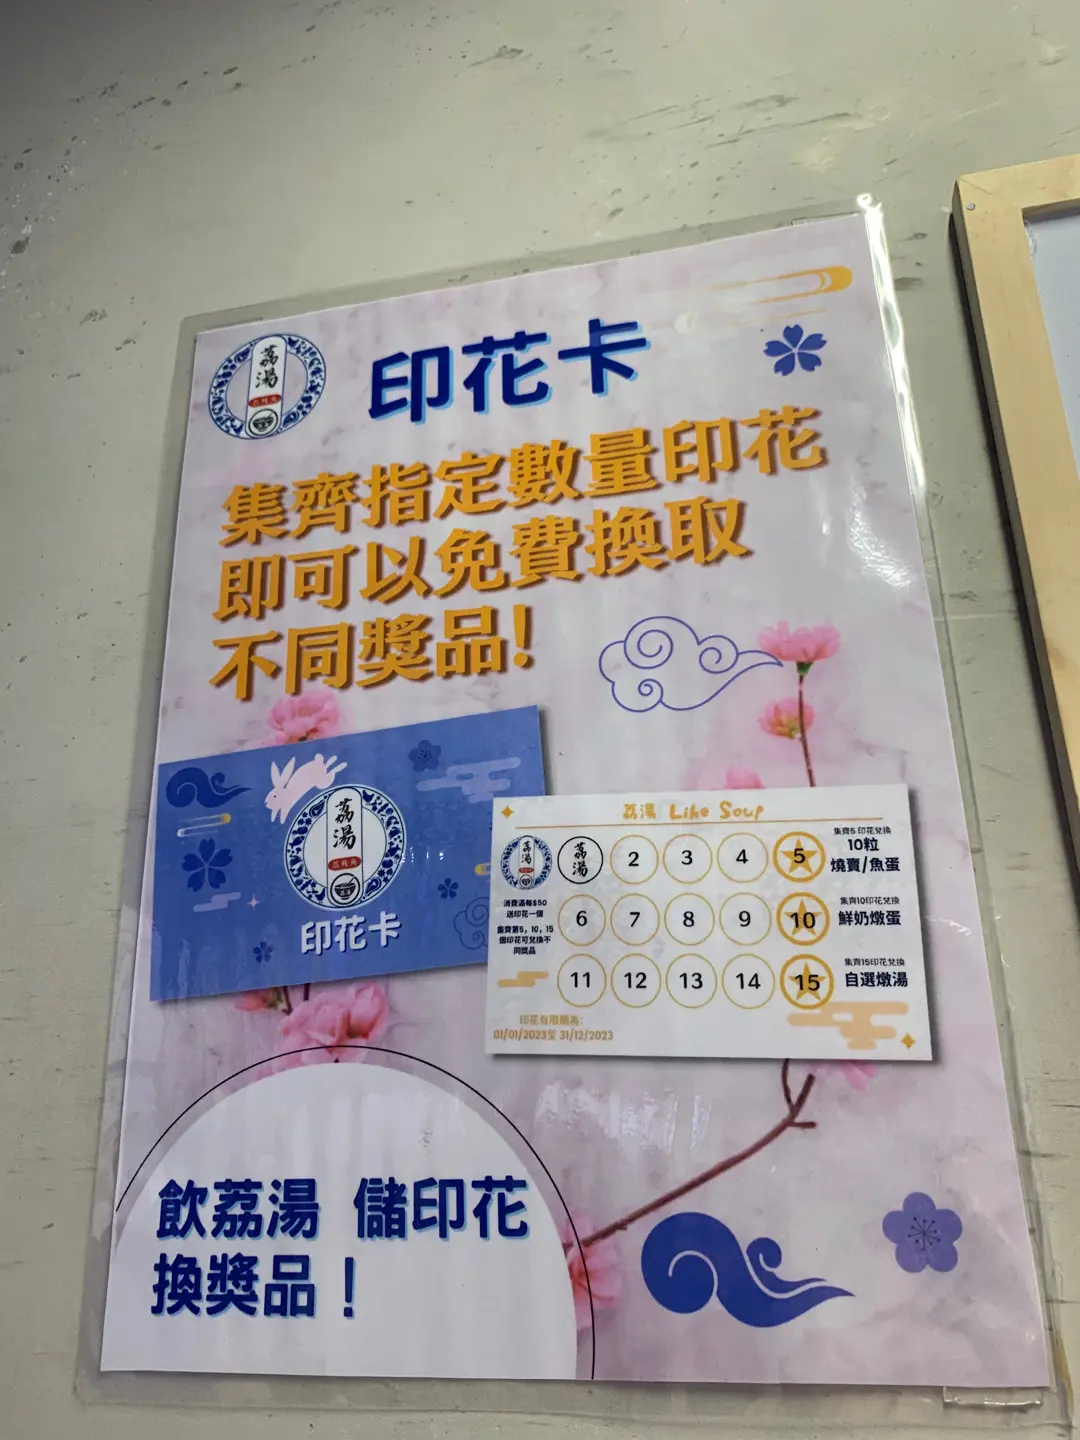 荔湯
印花卡
集齊指定數量印花
即可以免費換取
不同獎品!
荔湯
印花卡
荔湯 Like Soup
荔湯
消費滿每$50
送印花一個
集齊第5，10，15
個印花可兌換不
同獎品
荔湯 2 3 4 5
集齊5 印花兌換
10粒
燒賣/魚蛋
6 7 8 9 10
集齊10印花兌換
鮮奶燉蛋
11 12 13 14 15
集齊15印花兌換
自選燉湯
印花有限期為:
01/01/2023至 31/12/2023
飲荔湯 儲印花
換獎品！